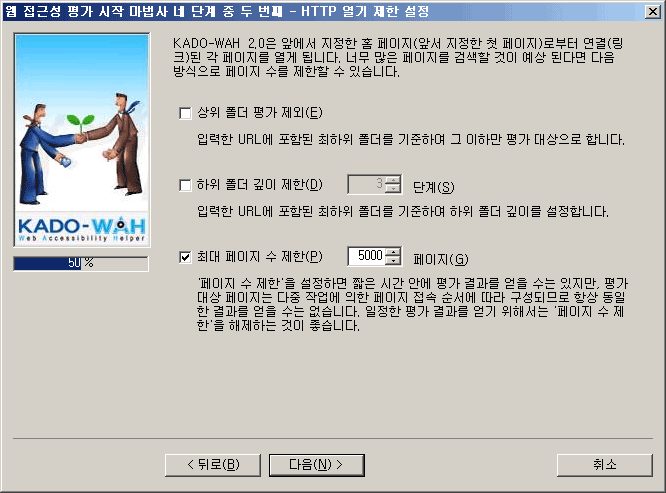 웹 접근성 평가 시작 마법사 네 단계 중 두 번째 - HTTP 열기 제한 설정
KADO-WAH 2.0은 앞에서 지정한 홈 페이지(앞서 지정한 첫 페이지)로부터 연결(링
크)된 각 페이지를 열게 됩니다. 너무 많은 페이지를 검색할 것이 예상 된다면 다음
방식으로 페이지 수를 제한할 수 있습니다.
상위 폴더 평가 제외(E)
입력한 URL에 포함된 최하위 폴더를 기준하여 그 이하만 평가 대상으로 합니다.
하위 폴더 깊이 제한(D) 3 단계(S)
입력한 URL에 포함된 최하위 폴더를 기준하여 하위 폴더 깊이를 설정합니다.
KADO-WAH
Web Accessibility Helper
50 %
최대 페이지 수 제한(P) 5000 페이지(G)
'페이지 수 제한'을 설정하면 짧은 시간 안에 평가 결과를 얻을 수는 있지만, 평가
대상 페이지는 다중 작업에 의한 페이지 접속 순서에 따라 구성되므로 항상 동일
한 결과를 얻을 수는 없습니다. 일정한 평가 결과를 얻기 위해서는 '페이지 수 제
한'을 해제하는 것이 좋습니다.
< 뒤로(B) 다음(N) > 취소